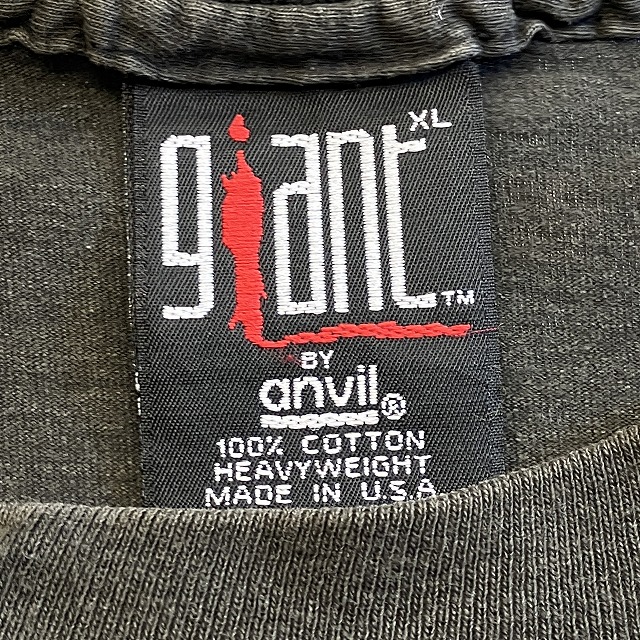 giant XL
TM
BY
anvil®
100% COTTON
HEAVYWEIGHT
MADE IN U.S.A.